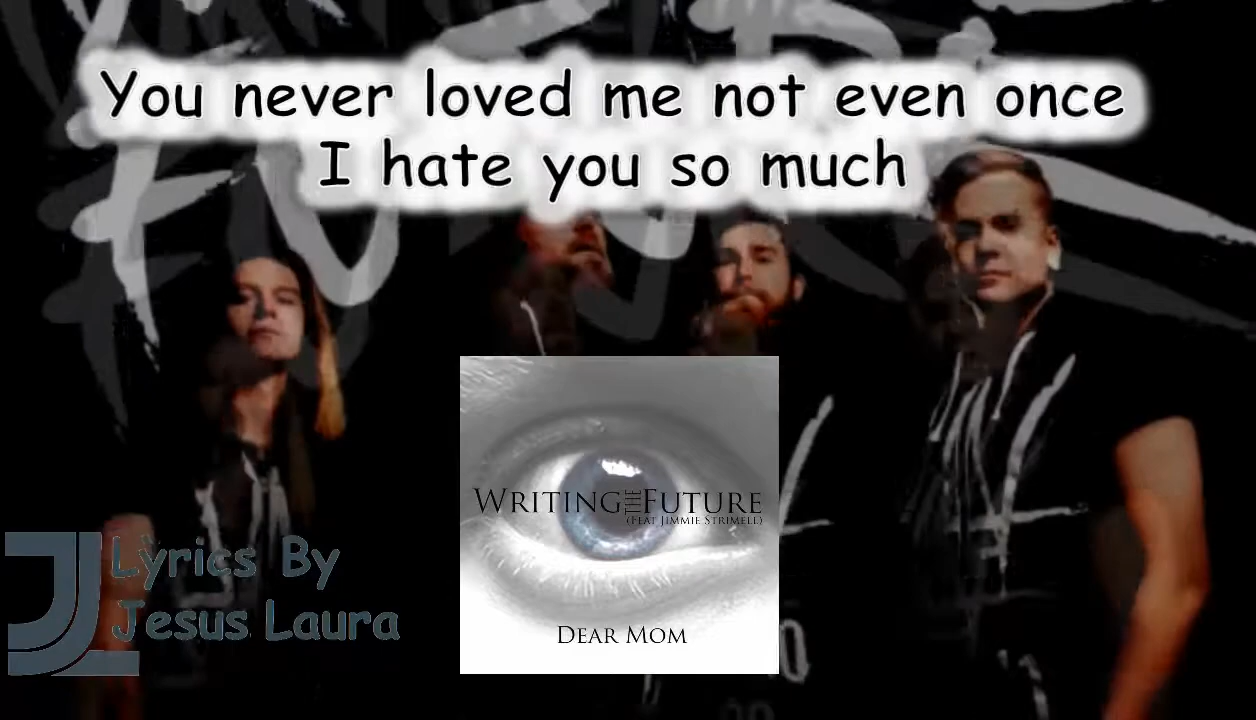 You never loved me not even once
I hate you so much
WRITING THE FUTURE
(FEAT JIMMIE STRIMELL)
DEAR MOM
JL
Lyrics By
Jesus Laura